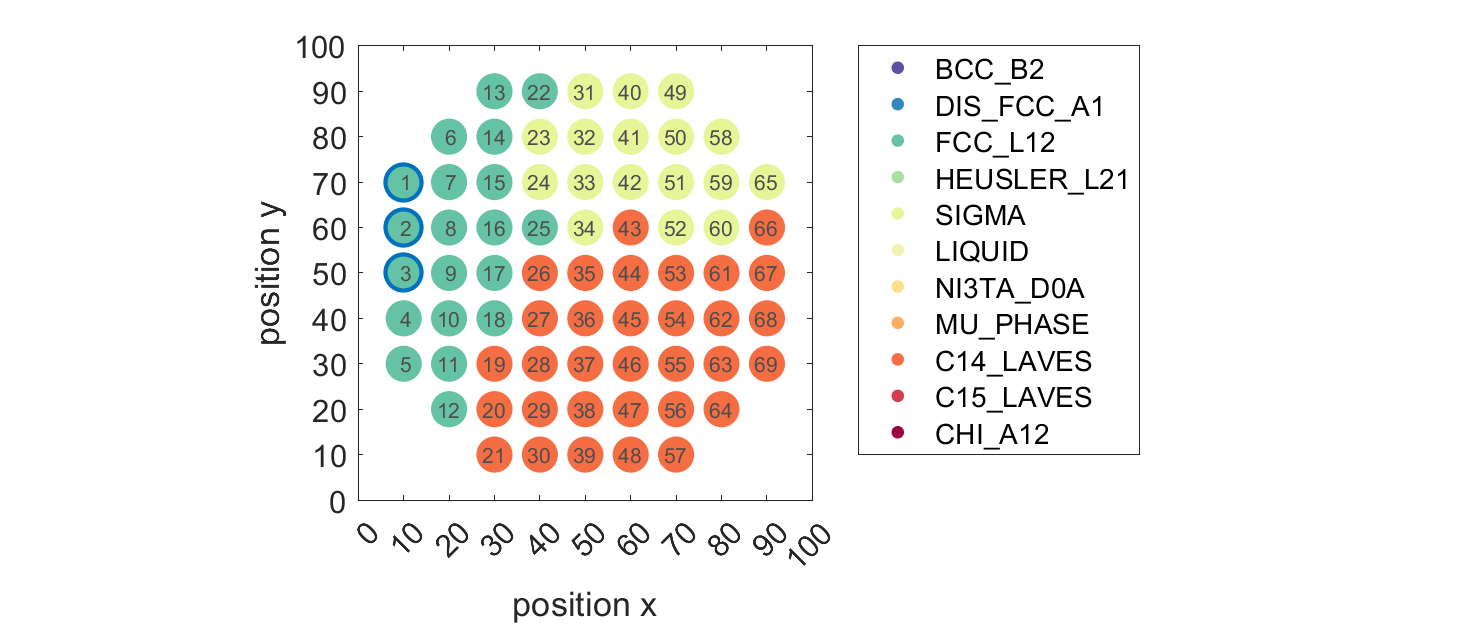 100
90
80
70
60
50
40
30
20
10
0
position y
13 22 31 40 49
6 14 23 32 41 50 58
1 7 15 24 33 42 51 59 65
2 8 16 25 34 43 52 60 66
3 9 17 26 35 44 53 61 67
4 10 18 27 36 45 54 62 68
5 11 19 28 37 46 55 63 69
12 20 29 38 47 56 64
21 30 39 48 57
0 10 20 30 40 50 60 70 80 90 100
position x
BCC_B2
DIS_FCC_A1
FCC_L12
HEUSLER_L21
SIGMA
LIQUID
NI3TA_D0A
MU_PHASE
C14_LAVES
C15_LAVES
CHI_A12